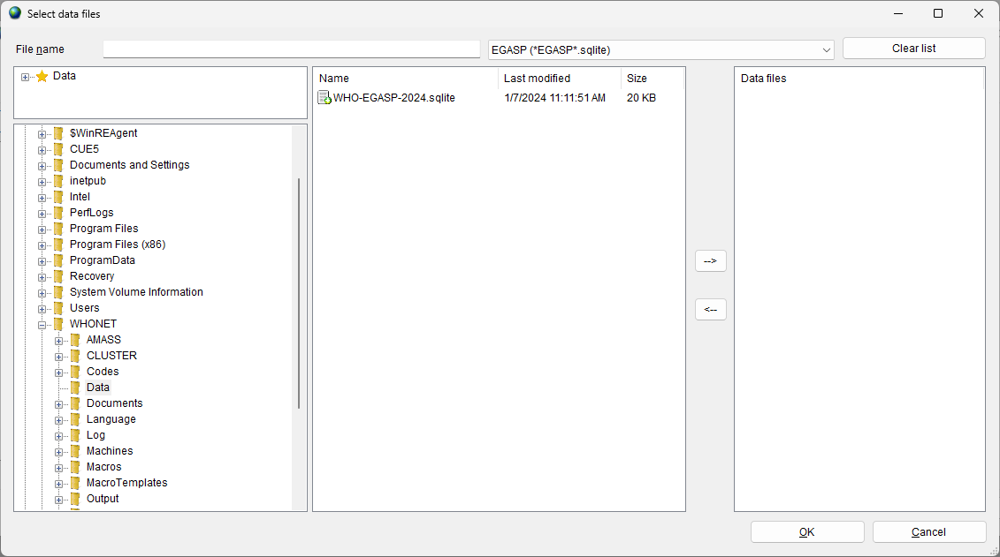 Select data files
File name
EGASP (*EGASP*.sqlite)
Clear list
Data
$WinREAgent
CUE5
Documents and Settings
inetpub
Intel
PerfLogs
Program Files
Program Files (x86)
ProgramData
Recovery
System Volume Information
Users
WHONET
AMASS
CLUSTER
Codes
Data
Documents
Language
Log
Machines
Macros
MacroTemplates
Output
Name Last modified Size
WHO-EGASP-2024.sqlite 1/7/2024 11:11:51 AM 20 KB
-->
<--
Data files
OK
Cancel